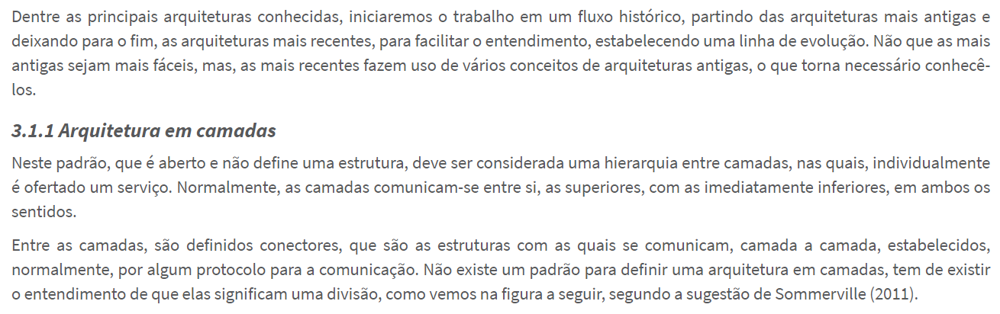 Dentre as principais arquiteturas conhecidas, iniciaremos o trabalho em um fluxo histórico, partindo das arquiteturas mais antigas e
deixando para o fim, as arquiteturas mais recentes, para facilitar o entendimento, estabelecendo uma linha de evolução. Não que as mais
antigas sejam mais fáceis, mas, as mais recentes fazem uso de vários conceitos de arquiteturas antigas, o que torna necessário conhecê-
los.
3.1.1 Arquitetura em camadas
Neste padrão, que é aberto e não define uma estrutura, deve ser considerada uma hierarquia entre camadas, nas quais, individualmente
é ofertado um serviço. Normalmente, as camadas comunicam-se entre si, as superiores, com as imediatamente inferiores, em ambos os
sentidos.
Entre as camadas, são definidos conectores, que são as estruturas com as quais se comunicam, camada a camada, estabelecidos,
normalmente, por algum protocolo para a comunicação. Não existe um padrão para definir uma arquitetura em camadas, tem de existir
o entendimento de que elas significam uma divisão, como vemos na figura a seguir, segundo a sugestão de Sommerville (2011).